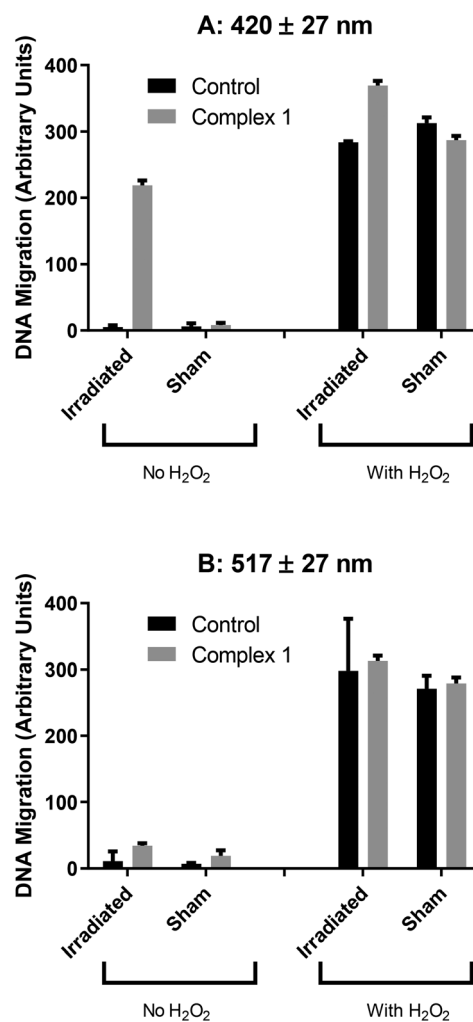 A: 420 ± 27 nm
DNA Migration (Arbitrary Units)
400
300
200
100
0
Control
Complex 1
Irradiated
Sham
Irradiated
Sham
No H₂O₂
With H₂O₂
B: 517 ± 27 nm
DNA Migration (Arbitrary Units)
400
300
200
100
0
Control
Complex 1
Irradiated
Sham
Irradiated
Sham
No H₂O₂
With H₂O₂